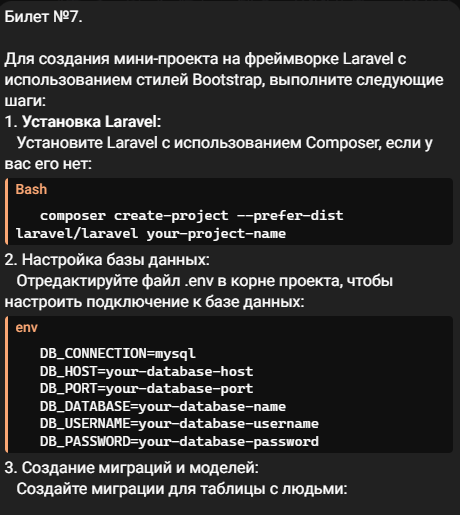 Билет №7.
Для создания мини-проекта на фреймворке Laravel с
использованием стилей Bootstrap, выполните следующие
шаги:
1. Установка Laravel:
Установите Laravel с использованием Composer, если у
вас его нет:
Bash
composer create-project --prefer-dist
laravel/laravel your-project-name
2. Настройка базы данных:
Отредактируйте файл .env в корне проекта, чтобы
настроить подключение к базе данных:
env
DB_CONNECTION=mysql
DB_HOST=your-database-host
DB_PORT=your-database-port
DB_DATABASE=your-database-name
DB_USERNAME=your-database-username
DB_PASSWORD=your-database-password
3. Создание миграций и моделей:
Создайте миграции для таблицы с людьми: